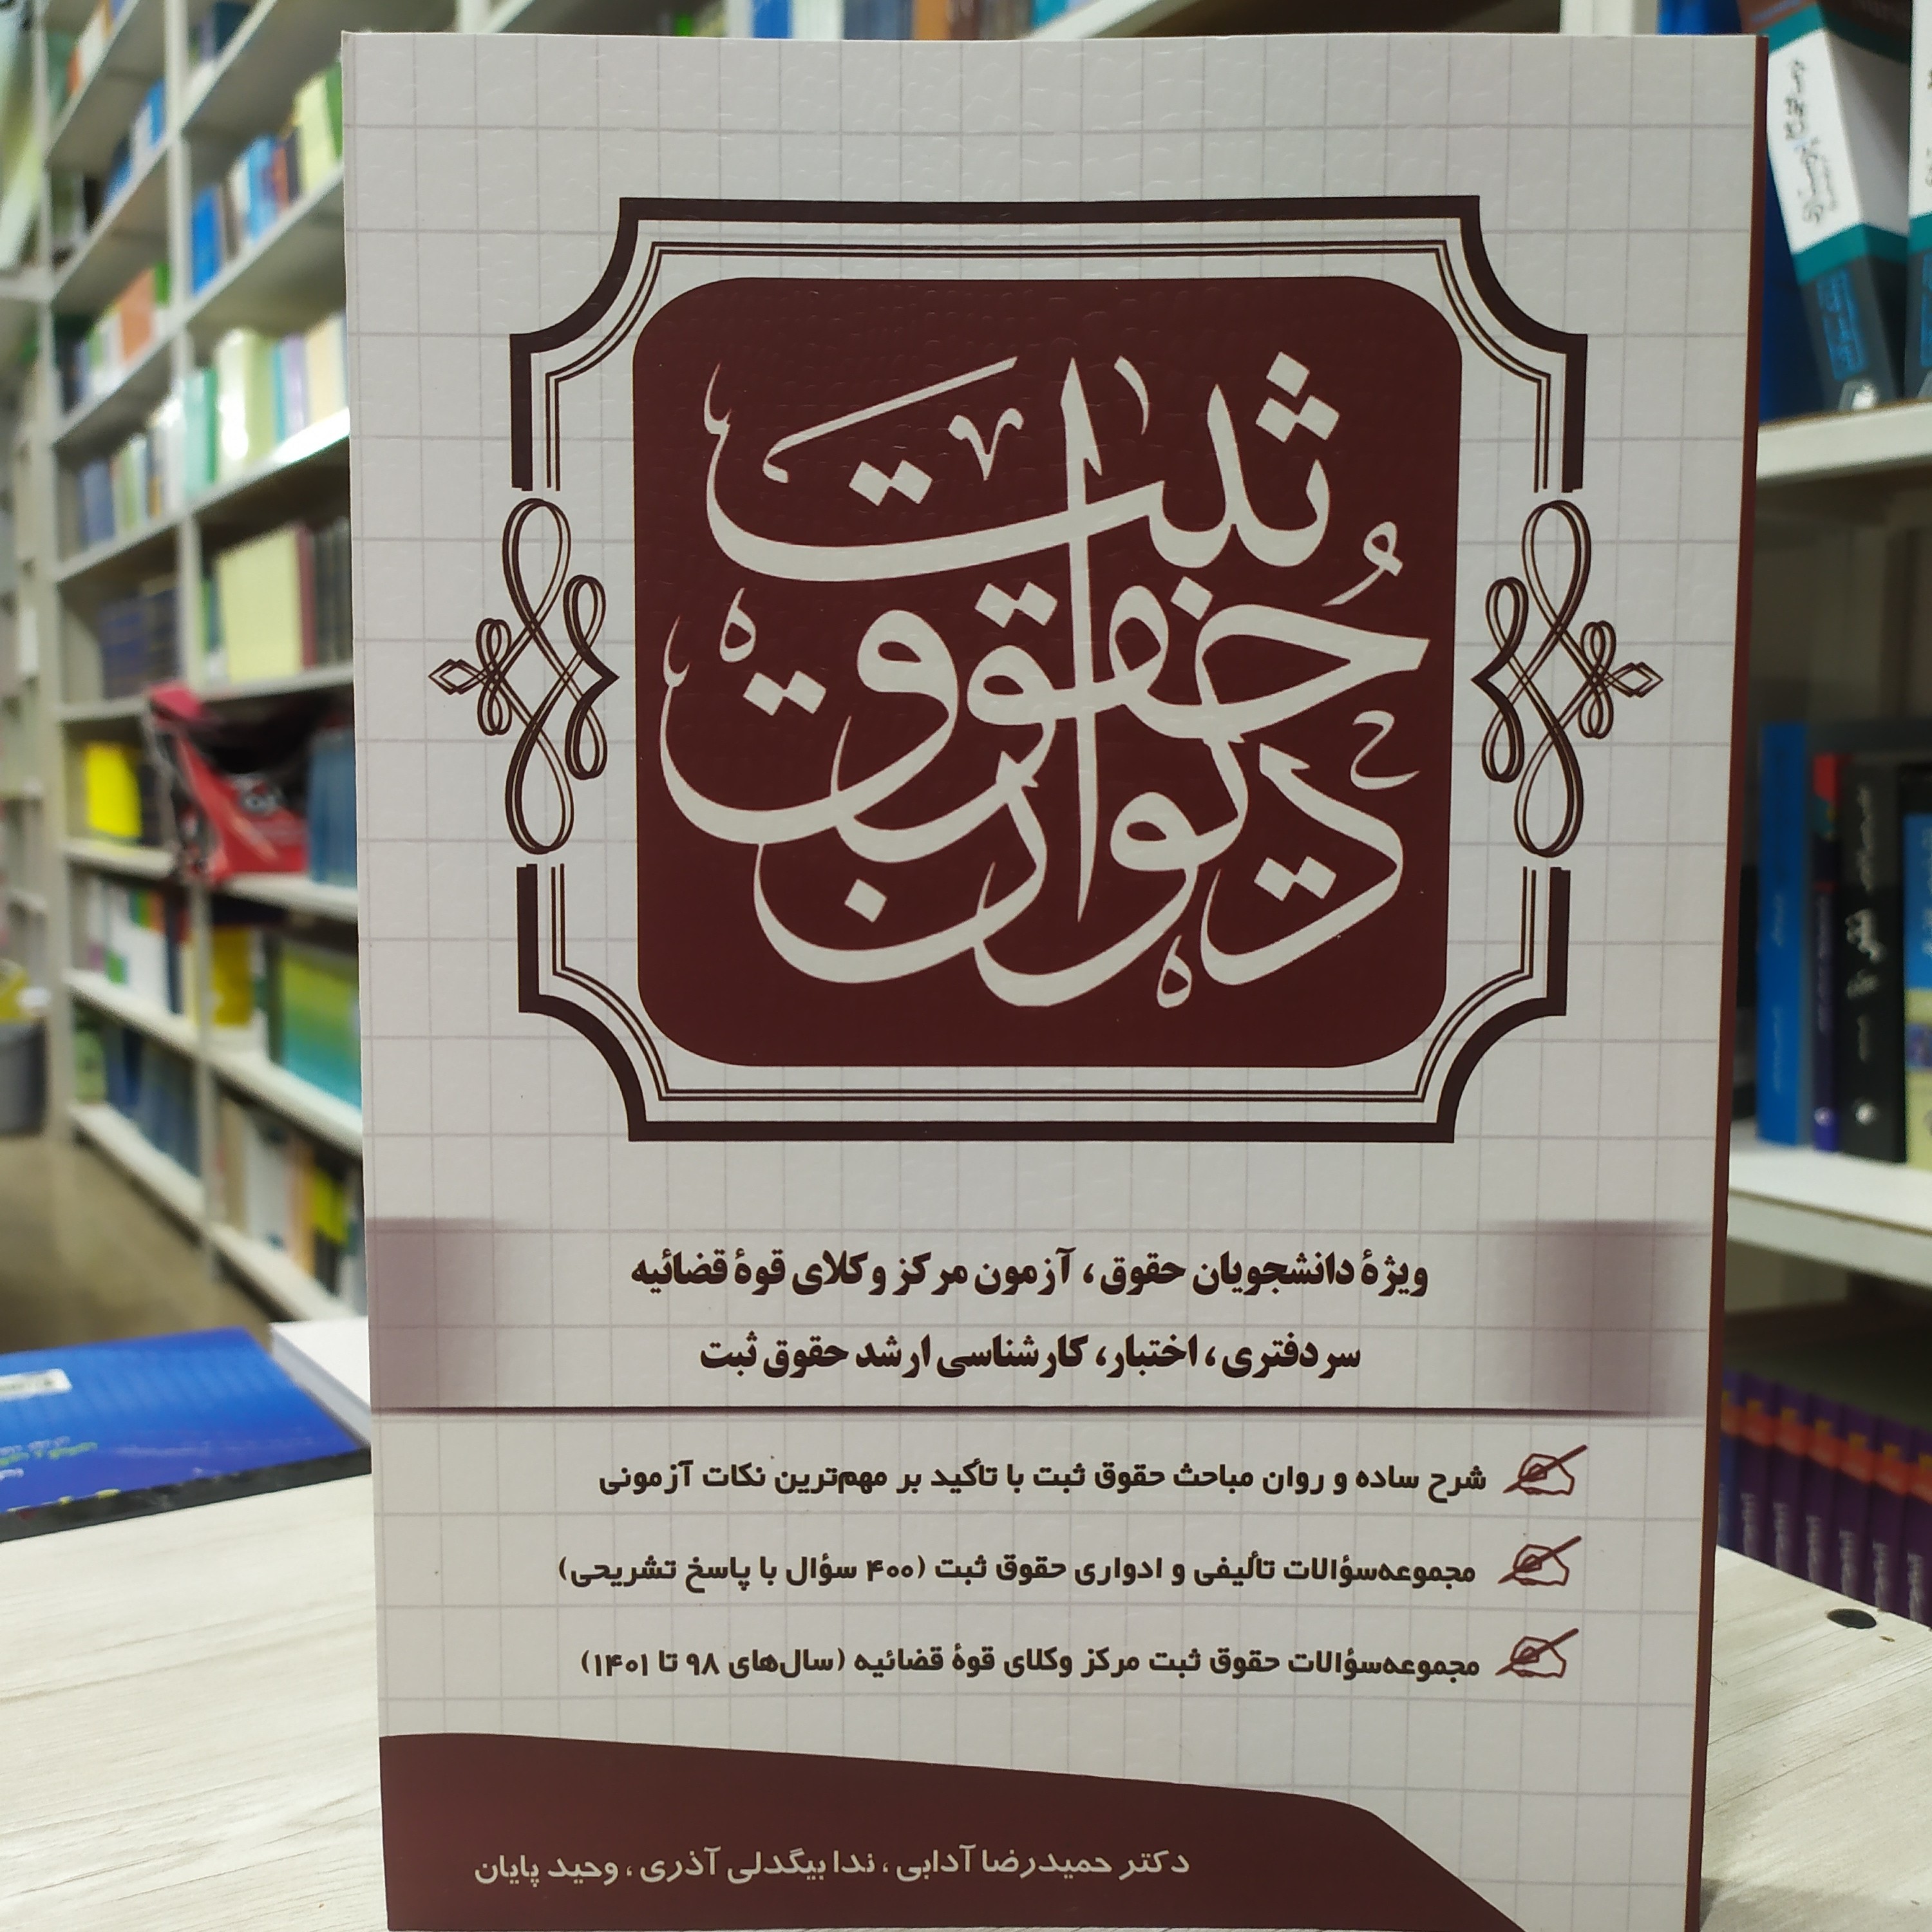 ثبت
حقوق
دیوان
ویژهٔ دانشجویان حقوق، آزمون مرکز وکلای قوهٔ قضائیه
سردفتری، اختبار، کارشناسی ارشد حقوق ثبت
شرح ساده و روان مباحث حقوق ثبت با تأکید بر مهم‌ترین نکات آزمونی
مجموعه‌سؤالات تألیفی و ادواری حقوق ثبت (۴۰۰ سؤال با پاسخ تشریحی)
مجموعه‌سؤالات حقوق ثبت مرکز وکلای قوهٔ قضائیه (سال‌های ۹۸ تا ۱۴۰۱)
دکتر حمیدرضا آدابی، ندا بیگدلی آذری، وحید پایان